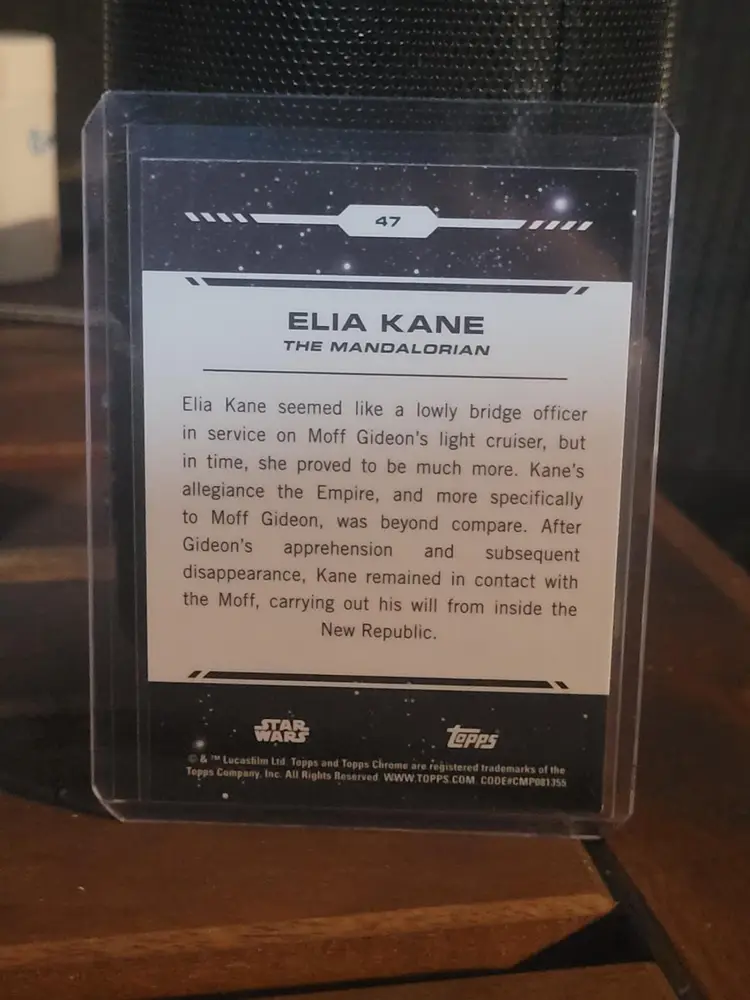 47
ELIA KANE
THE MANDALORIAN
Elia Kane seemed like a lowly bridge officer
in service on Moff Gideon's light cruiser, but
in time, she proved to be much more. Kane's
allegiance the Empire, and more specifically
to Moff Gideon, was beyond compare. After
Gideon's apprehension and subsequent
disappearance, Kane remained in contact with
the Moff, carrying out his will from inside the
New Republic.
STAR WARS
Topps
© & ™ Lucasfilm Ltd. Topps and Topps Chrome are registered trademarks of the
Topps Company, Inc. All Rights Reserved. WWW.TOPPS.COM. CODE#CMP081355